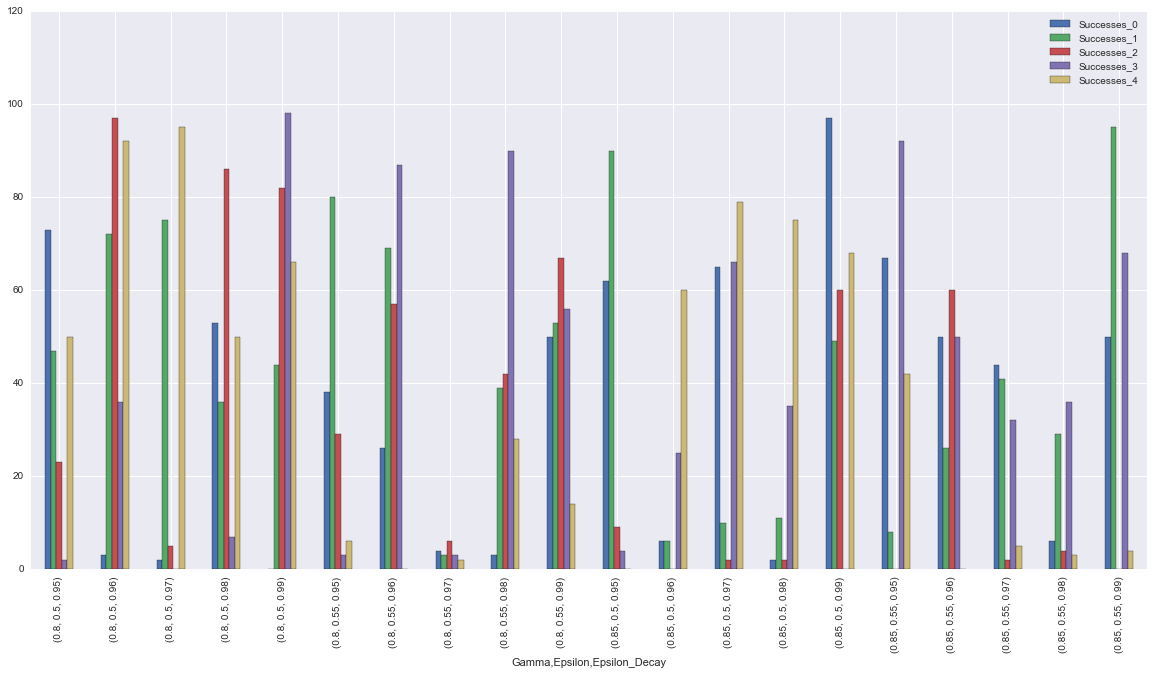 120
100
80
60
40
20
0
Successes_0
Successes_1
Successes_2
Successes_3
Successes_4
(0.8, 0.5, 0.95)
(0.8, 0.5, 0.96)
(0.8, 0.5, 0.97)
(0.8, 0.5, 0.98)
(0.8, 0.5, 0.99)
(0.8, 0.55, 0.95)
(0.8, 0.55, 0.96)
(0.8, 0.55, 0.97)
(0.8, 0.55, 0.98)
(0.8, 0.55, 0.99)
(0.85, 0.5, 0.95)
(0.85, 0.5, 0.96)
(0.85, 0.5, 0.97)
(0.85, 0.5, 0.98)
(0.85, 0.5, 0.99)
(0.85, 0.55, 0.95)
(0.85, 0.55, 0.96)
(0.85, 0.55, 0.97)
(0.85, 0.55, 0.98)
(0.85, 0.55, 0.99)
Gamma,Epsilon,Epsilon_Decay